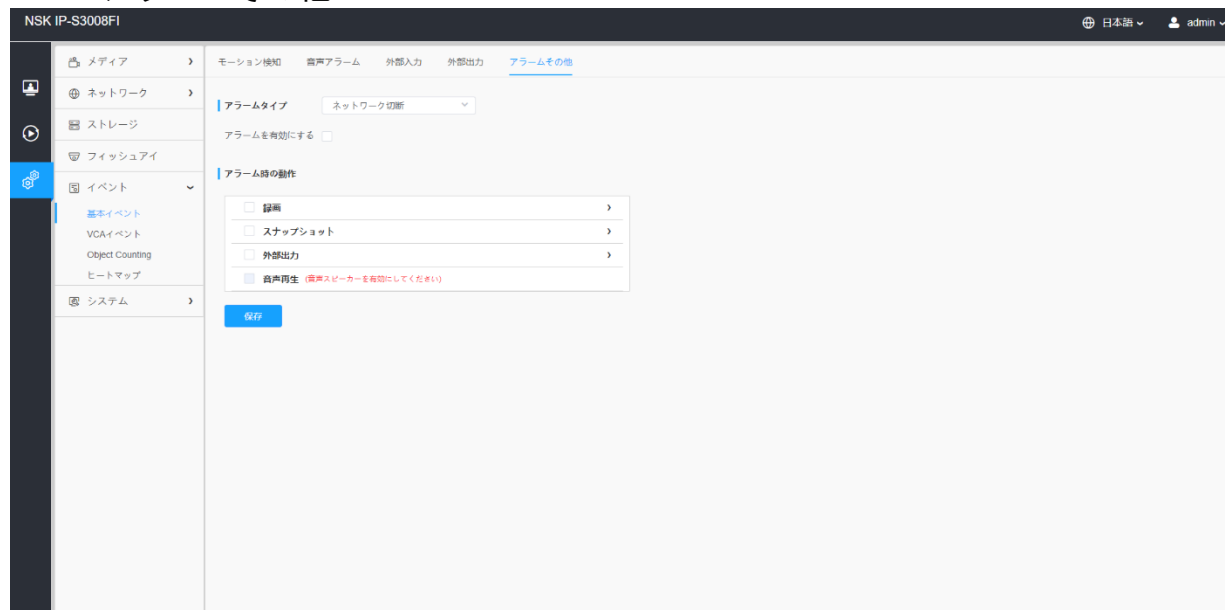 NSK IP-S3008FI
日本語
admin
メディア
ネットワーク
ストレージ
フィッシュアイ
イベント
基本イベント
VCAイベント
Object Counting
ヒートマップ
システム
モーション検知 音声アラーム 外部入力 外部出力 アラームその他
アラームタイプ ネットワーク切断
アラームを有効にする
アラーム時の動作
録画
スナップショット
外部出力
音声再生 (音声スピーカーを有効にしてください)
保存